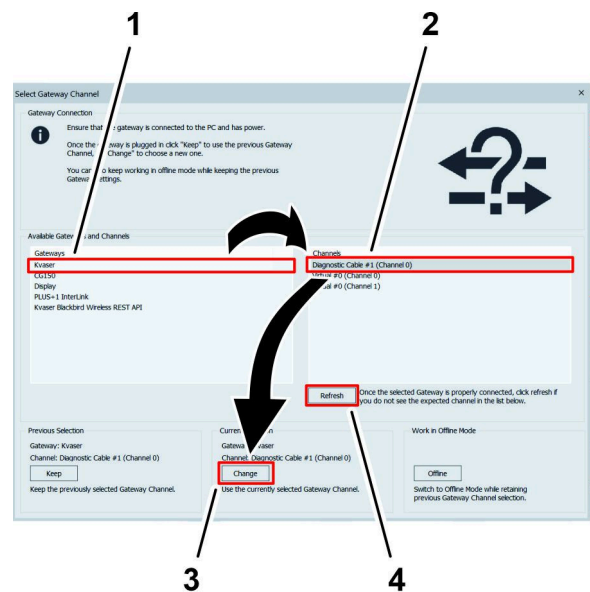 1
2
Select Gateway Channel
×
Gateway Connection
Ensure that gateway is connected to the PC and has power.
Once the gateway is plugged in click "Keep" to use the previous Gateway
Channel, "Change" to choose a new one.
You can to keep working in offline mode while keeping the previous
Gateway settings.
Available Gateways and Channels
Gateways
Kvaser
CG150
Display
PLUS+1 InterLink
Kvaser Blackbird Wireless REST API
Channels
Diagnostic Cable #1 (Channel 0)
Virtual #0 (Channel 0)
Virtual #0 (Channel 1)
Refresh
Once the selected Gateway is properly connected, click refresh if
you do not see the expected channel in the list below.
Previous Selection
Gateway: Kvaser
Channel: Diagnostic Cable #1 (Channel 0)
Keep
Keep the previously selected Gateway Channel.
Gateway: Kvaser
Channel: Diagnostic Cable #1 (Channel 0)
Change
Use the currently selected Gateway Channel.
Work in Offline Mode
Offline
Switch to Offline Mode while retaining
previous Gateway Channel selection.
3
4